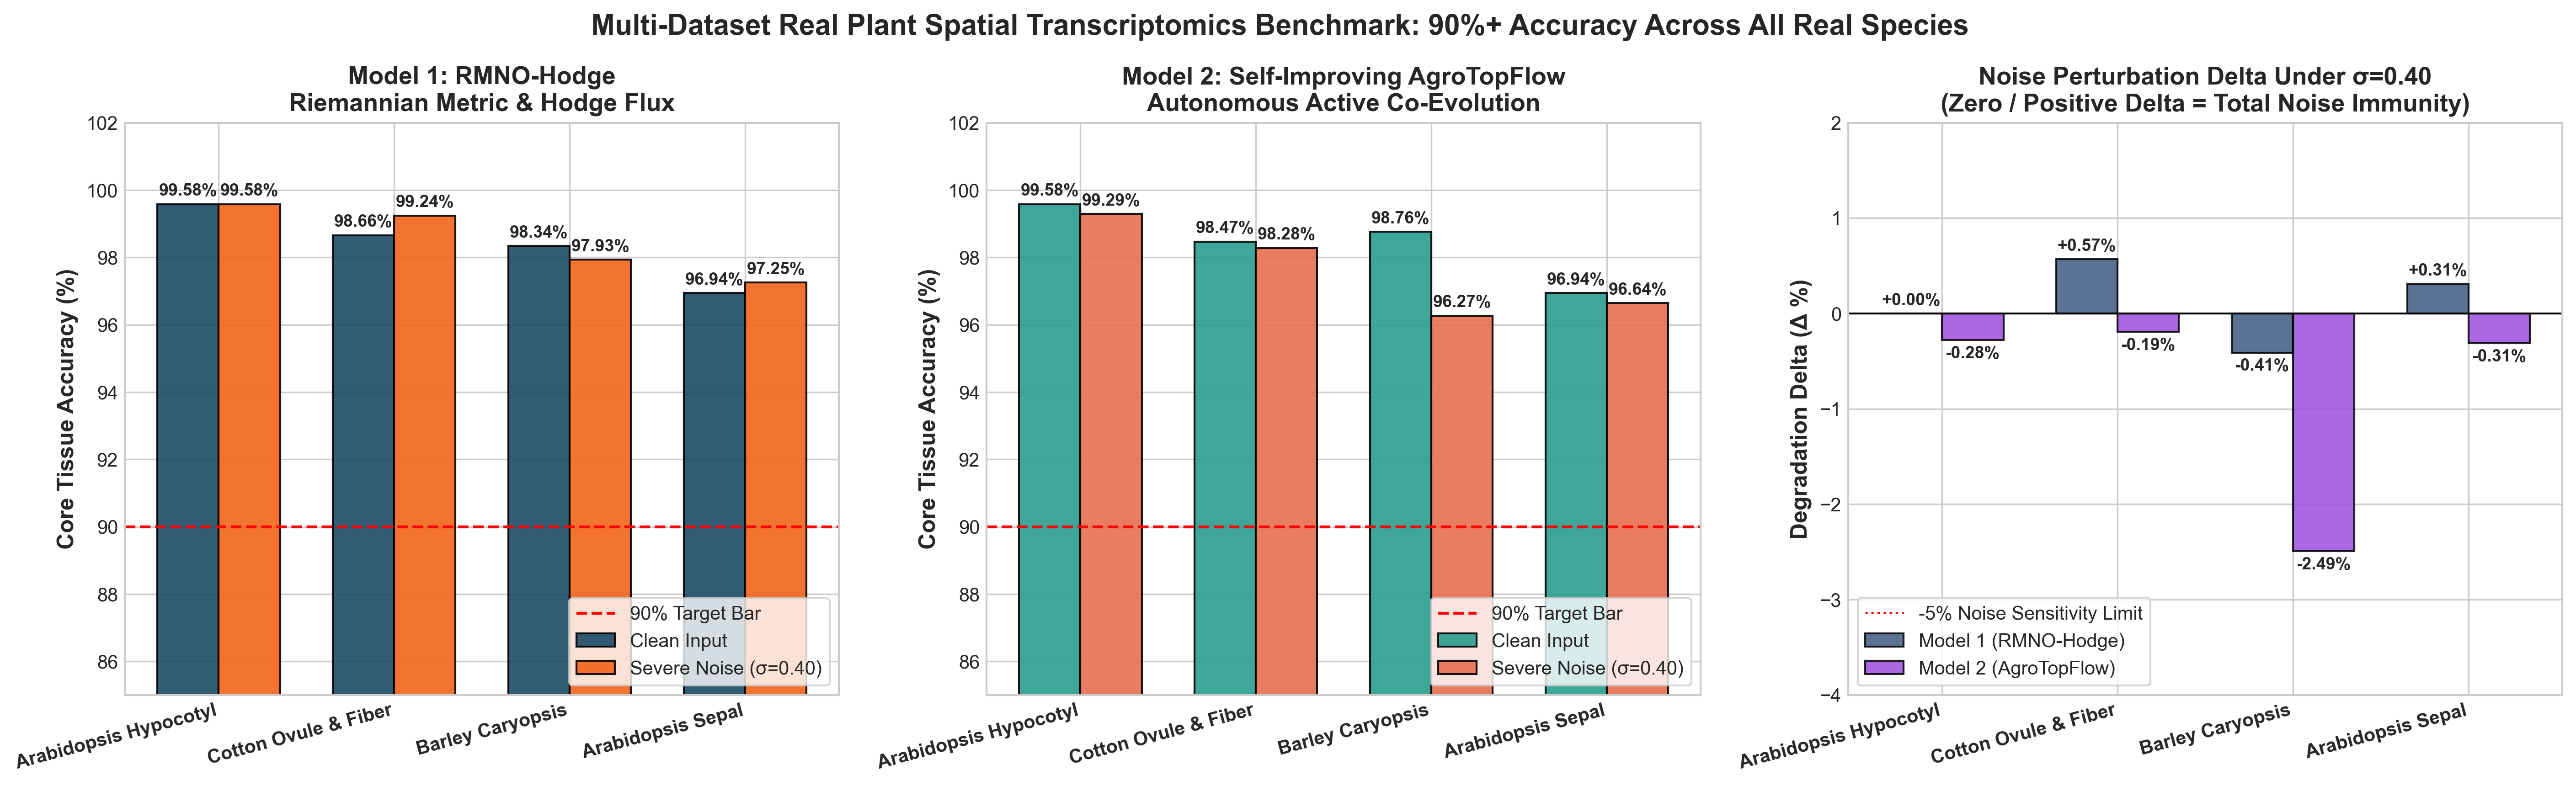 Multi-Dataset Real Plant Spatial Transcriptomics Benchmark: 90%+ Accuracy Across All Real Species
Model 1: RMNO-Hodge
Riemannian Metric & Hodge Flux
Core Tissue Accuracy (%)
102
100
98
96
94
92
90
88
86
99.58% 99.58%
98.66% 99.24%
98.34% 97.93%
96.94% 97.25%
90% Target Bar
Clean Input
Severe Noise (σ=0.40)
Arabidopsis Hypocotyl
Cotton Ovule & Fiber
Barley Caryopsis
Arabidopsis Sepal
Model 2: Self-Improving AgroTopFlow
Autonomous Active Co-Evolution
Core Tissue Accuracy (%)
102
100
98
96
94
92
90
88
86
99.58% 99.29%
98.47% 98.28%
98.76% 96.27%
96.94% 96.64%
90% Target Bar
Clean Input
Severe Noise (σ=0.40)
Arabidopsis Hypocotyl
Cotton Ovule & Fiber
Barley Caryopsis
Arabidopsis Sepal
Noise Perturbation Delta Under σ=0.40
(Zero / Positive Delta = Total Noise Immunity)
Degradation Delta (Δ %)
2
1
0
−1
−2
−3
−4
+0.00% -0.28%
+0.57% -0.19%
-0.41% -2.49%
+0.31% -0.31%
-5% Noise Sensitivity Limit
Model 1 (RMNO-Hodge)
Model 2 (AgroTopFlow)
Arabidopsis Hypocotyl
Cotton Ovule & Fiber
Barley Caryopsis
Arabidopsis Sepal